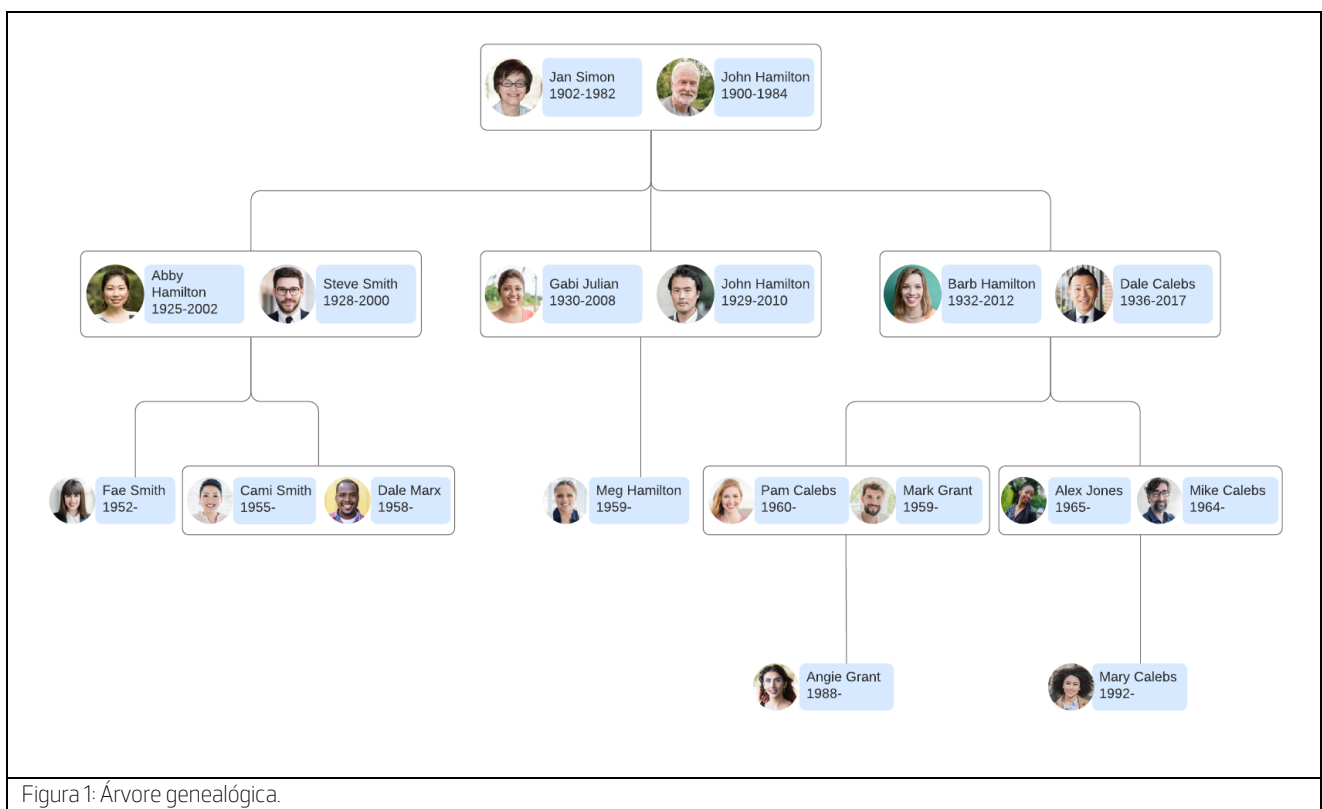 Jan Simon
1902-1982
John Hamilton
1900-1984
Abby
Hamilton
1925-2002
Steve Smith
1928-2000
Gabi Julian
1930-2008
John Hamilton
1929-2010
Barb Hamilton
1932-2012
Dale Calebs
1936-2017
Fae Smith
1952-
Cami Smith
1955-
Dale Marx
1958-
Meg Hamilton
1959-
Pam Calebs
1960-
Mark Grant
1959-
Alex Jones
1965-
Mike Calebs
1964-
Angie Grant
1988-
Mary Calebs
1992-
Figura 1: Árvore genealógica.